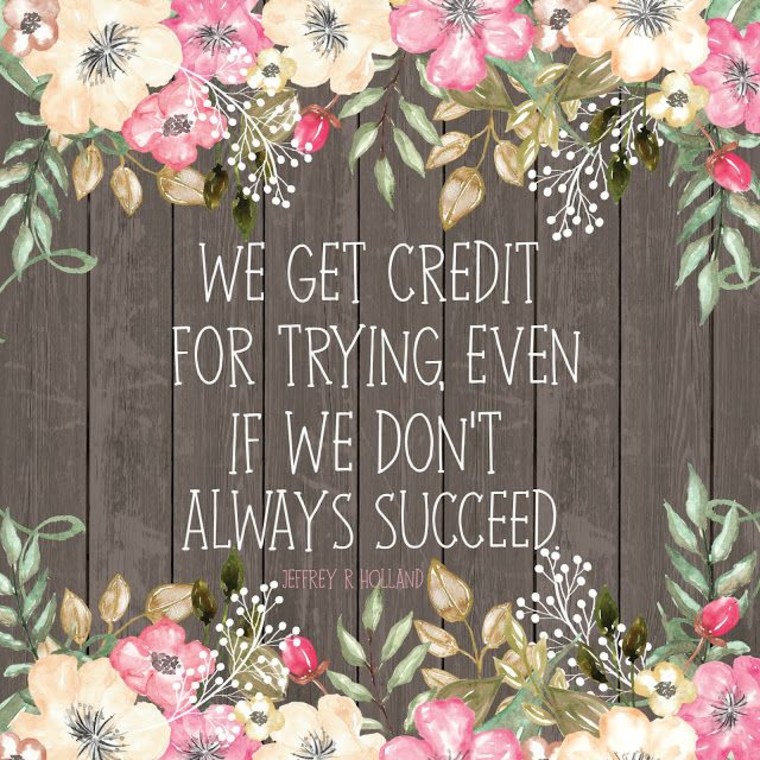 WE GET CREDIT
FOR TRYING, EVEN
IF WE DON'T
ALWAYS SUCCEED
JEFFREY R HOLLAND